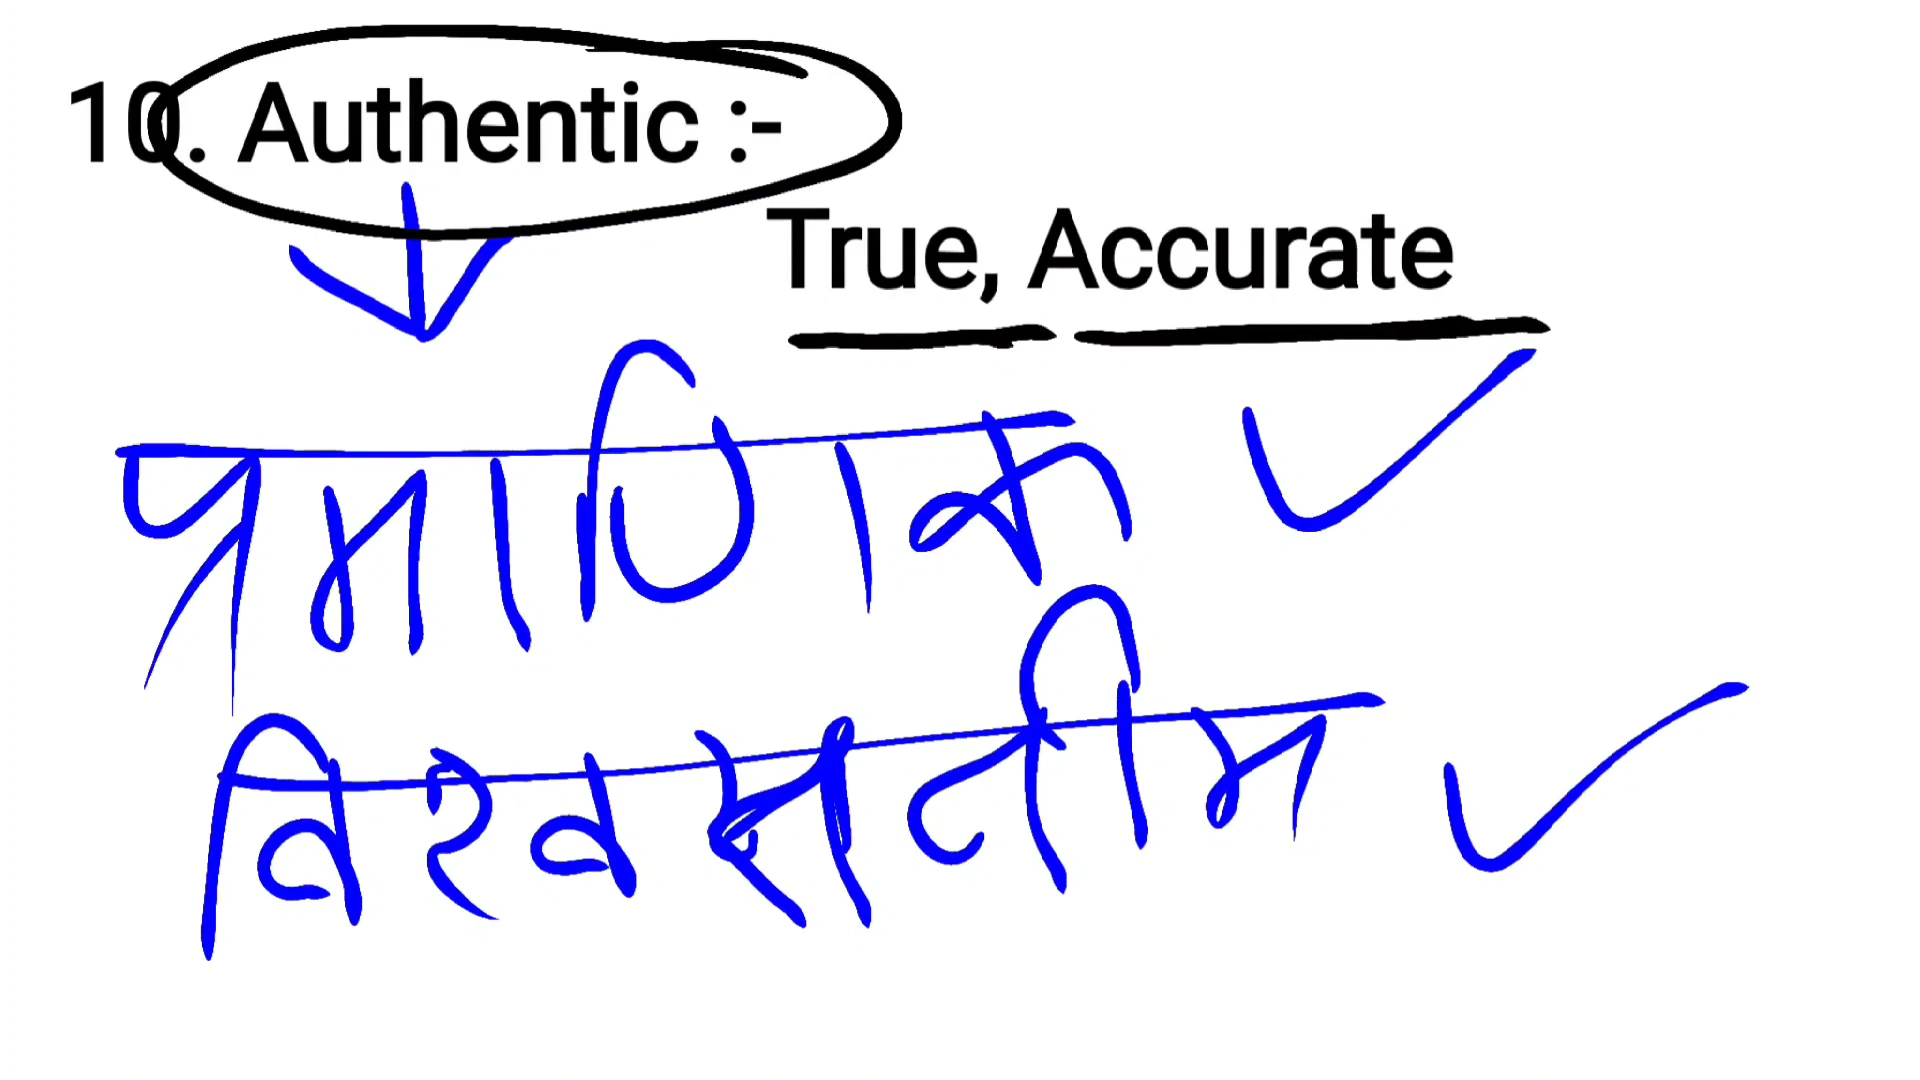 10. Authentic :-
True, Accurate
प्रमाणिक
विश्वसनीय